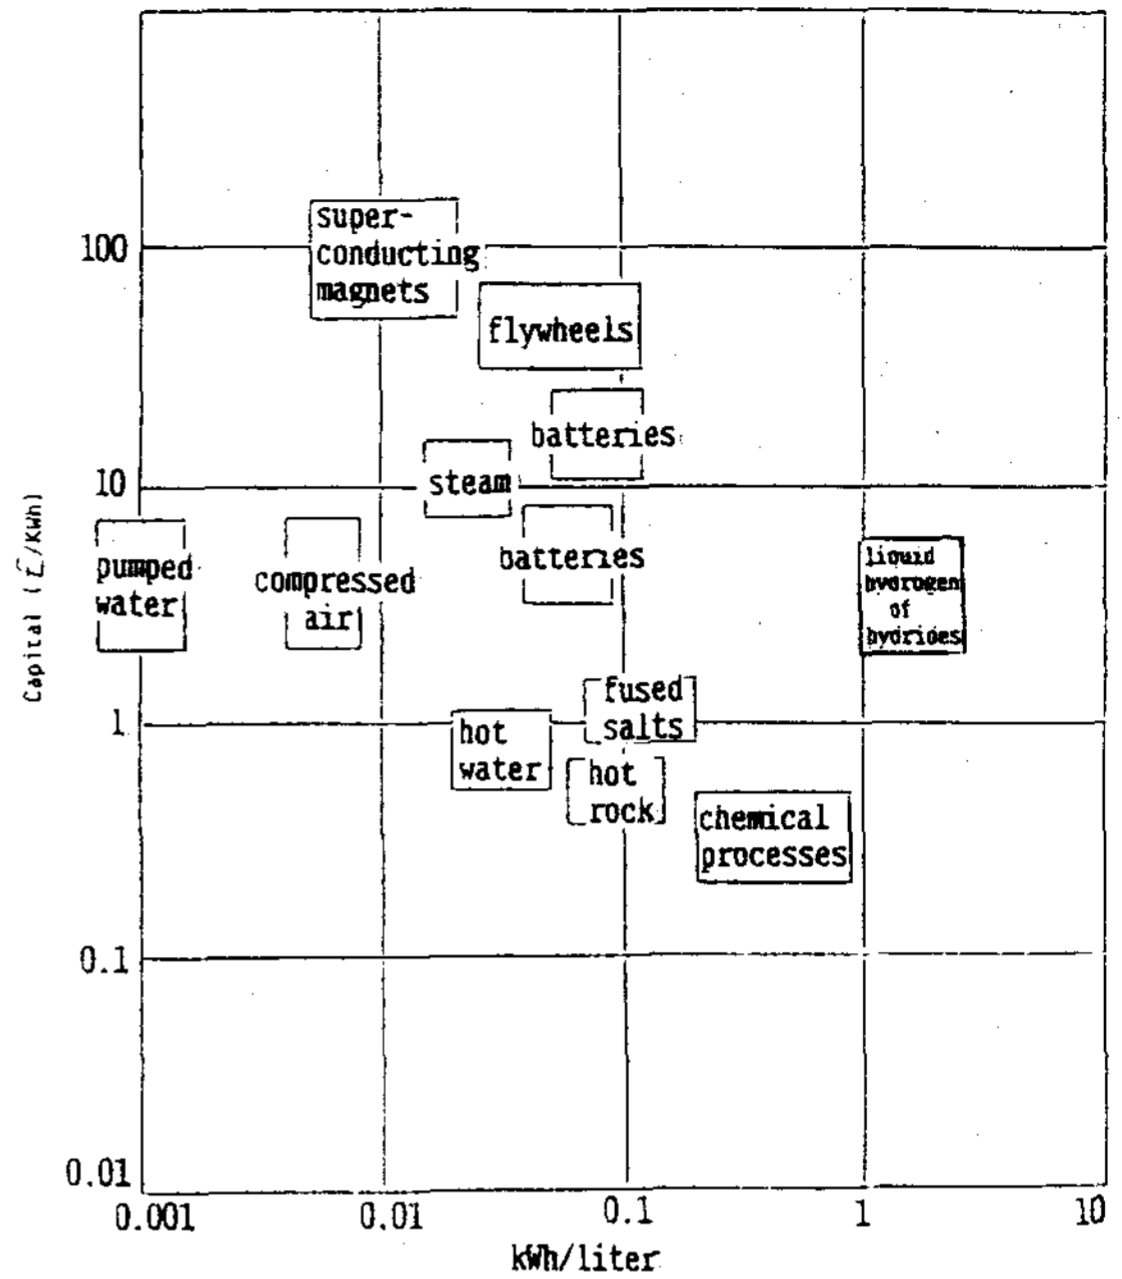 super-
conducting
magnets
100
flywheels
batteries
10
steam
batteries
pumped
water
compressed
air
liquid
hydrogen
of
hydrides
Capital (£/KWh)
fused
salts
1
hot
water
hot
rock
chemical
processes
0.1
0.01
0.001
0.01
0.1
1
10
kWh/liter